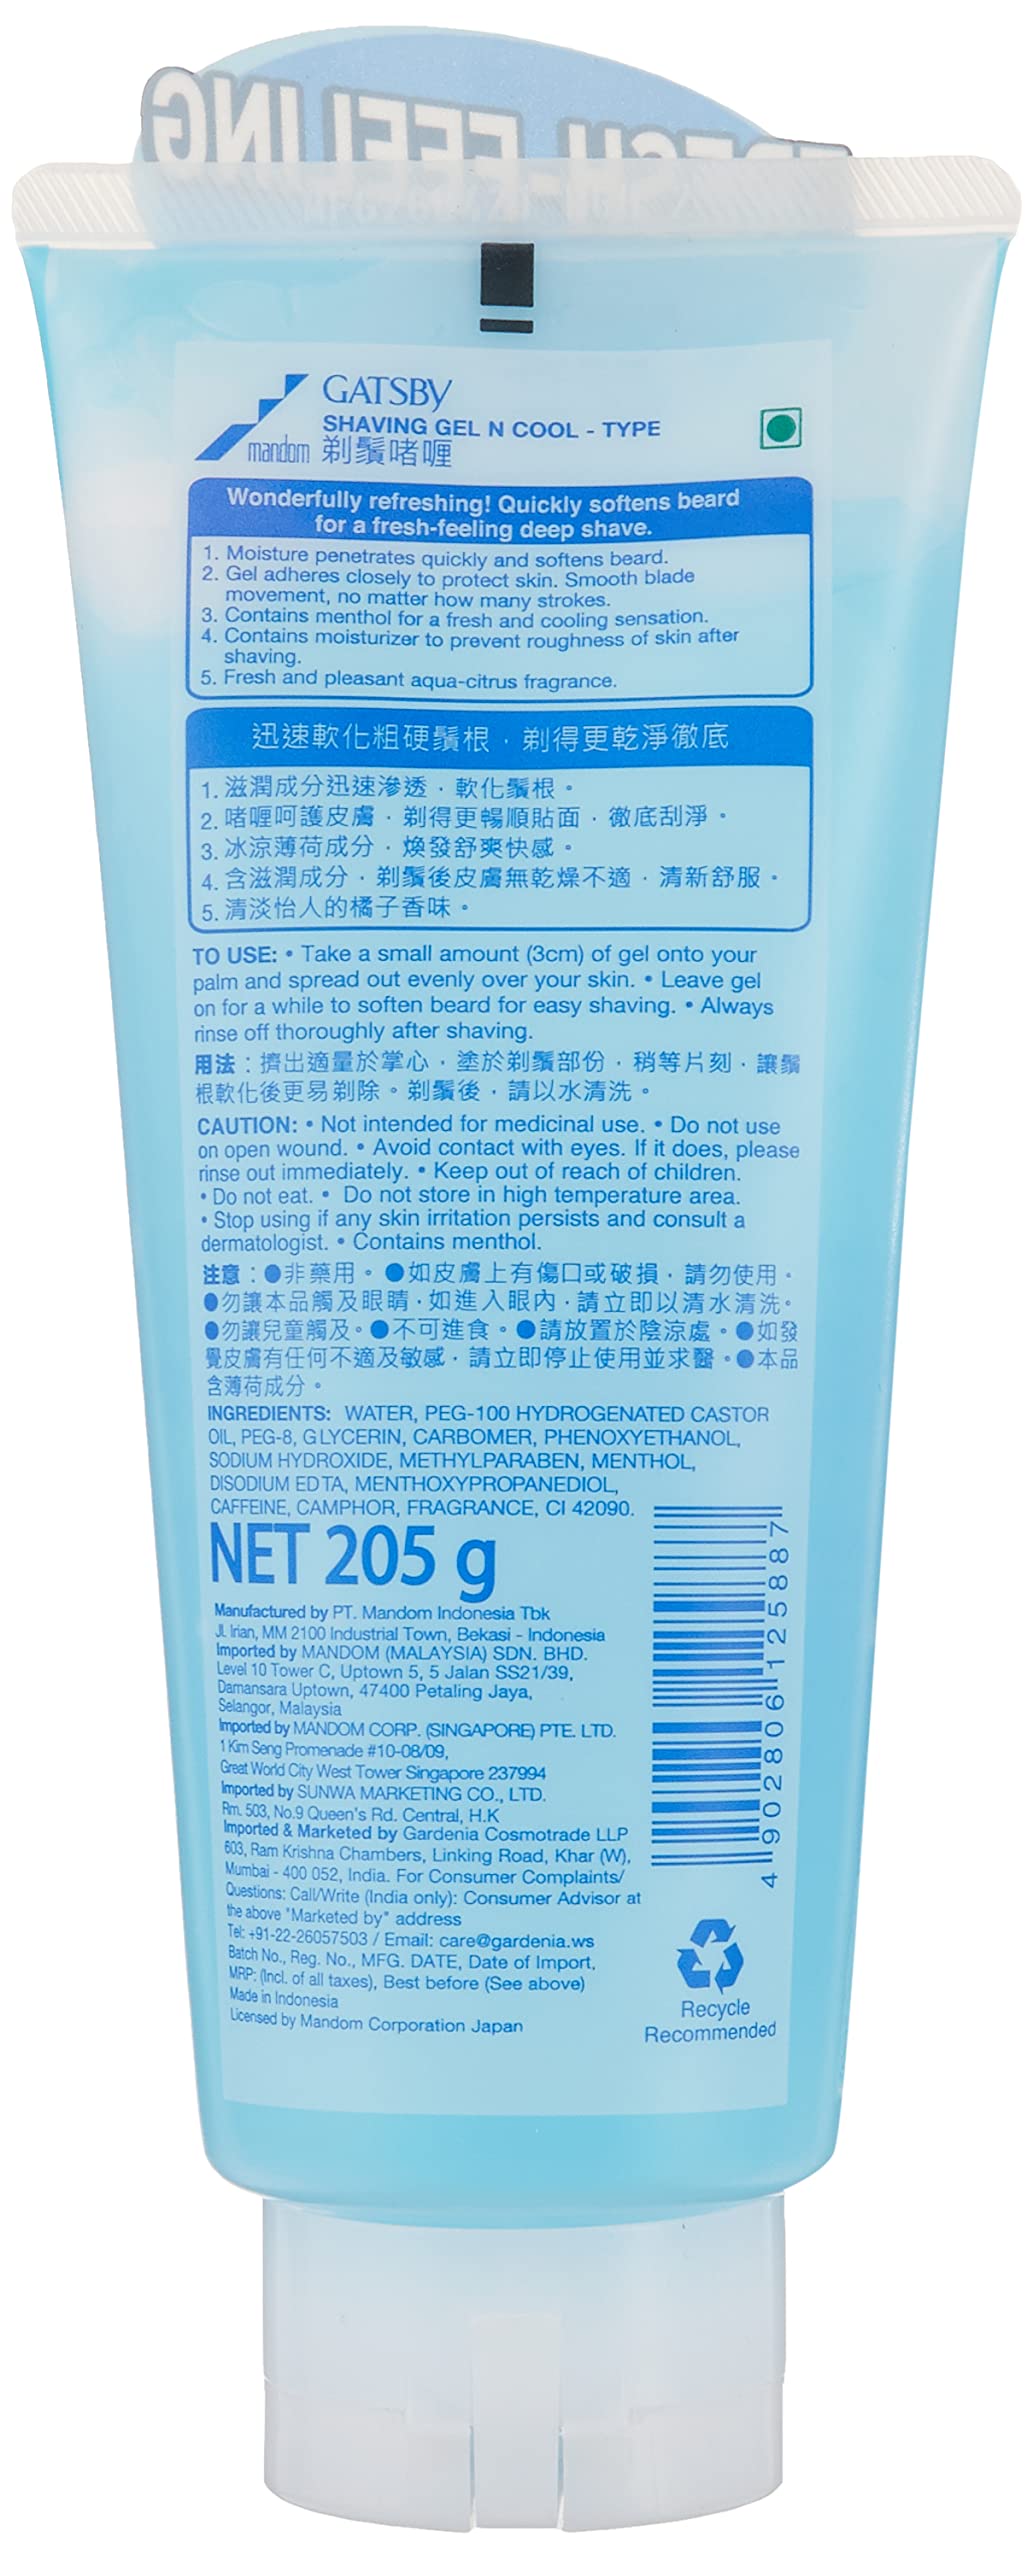 FRESH-FEELING
mandom
GATSBY
SHAVING GEL N COOL - TYPE
剃鬚啫喱
Wonderfully refreshing! Quickly softens beard
for a fresh-feeling deep shave.
1. Moisture penetrates quickly and softens beard.
2. Gel adheres closely to protect skin. Smooth blade
movement, no matter how many strokes.
3. Contains menthol for a fresh and cooling sensation.
4. Contains moisturizer to prevent roughness of skin after
shaving.
5. Fresh and pleasant aqua-citrus fragrance.
迅速軟化粗硬鬚根．剃得更乾淨徹底
1. 滋潤成分迅速滲透．軟化鬚根。
2. 啫喱呵護皮膚．剃得更暢順貼面．徹底刮淨。
3. 冰涼薄荷成分．煥發舒爽快感。
4. 含滋潤成分．剃鬚後皮膚無乾燥不適．清新舒服。
5. 清淡怡人的橘子香味。
TO USE: • Take a small amount (3cm) of gel onto your
palm and spread out evenly over your skin. • Leave gel
on for a while to soften beard for easy shaving. • Always
rinse off thoroughly after shaving.
用法：擠出適量於掌心．塗於剃鬚部份．稍等片刻．讓鬚
根軟化後更易剃除。剃鬚後，請以水清洗。
CAUTION: • Not intended for medicinal use. • Do not use
on open wound. • Avoid contact with eyes. If it does, please
rinse out immediately. • Keep out of reach of children.
• Do not eat. • Do not store in high temperature area.
• Stop using if any skin irritation persists and consult a
dermatologist. • Contains menthol.
注意：●非藥用。●如皮膚上有傷口或破損．請勿使用。
●勿讓本品觸及眼睛．如進入眼內．請立即以清水清洗。
●勿讓兒童觸及。●不可進食。●請放置於陰涼處。●如發
覺皮膚有任何不適及敏感．請立即停止使用並求醫。●本品
含薄荷成分。
INGREDIENTS: WATER, PEG-100 HYDROGENATED CASTOR
OIL, PEG-8, GLYCERIN, CARBOMER, PHENOXYETHANOL,
SODIUM HYDROXIDE, METHYLPARABEN, MENTHOL,
DISODIUM EDTA, MENTHOXYPROPANEDIOL,
CAFFEINE, CAMPHOR, FRAGRANCE, CI 42090.
NET 205 g
Manufactured by PT. Mandom Indonesia Tbk
Jl. Irian, MM 2100 Industrial Town, Bekasi - Indonesia
Imported by MANDOM (MALAYSIA) SDN. BHD.
Level 10 Tower C, Uptown 5, 5 Jalan SS21/39,
Damansara Uptown, 47400 Petaling Jaya,
Selangor, Malaysia
Imported by MANDOM CORP. (SINGAPORE) PTE. LTD.
1 Kim Seng Promenade #10-08/09,
Great World City West Tower Singapore 237994
Imported by SUNWA MARKETING CO., LTD.
Rm. 503, No.9 Queen's Rd. Central, H.K
Imported & Marketed by Gardenia Cosmotrade LLP
603, Ram Krishna Chambers, Linking Road, Khar (W),
Mumbai - 400 052, India. For Consumer Complaints/
Questions: Call/Write (India only): Consumer Advisor at
the above "Marketed by" address
Tel: +91-22-26057503 / Email: care@gardenia.ws
Batch No., Reg. No., MFG. DATE, Date of Import,
MRP: (Incl. of all taxes), Best before (See above)
Made in Indonesia
Licensed by Mandom Corporation Japan
4 902806 125887
Recycle
Recommended